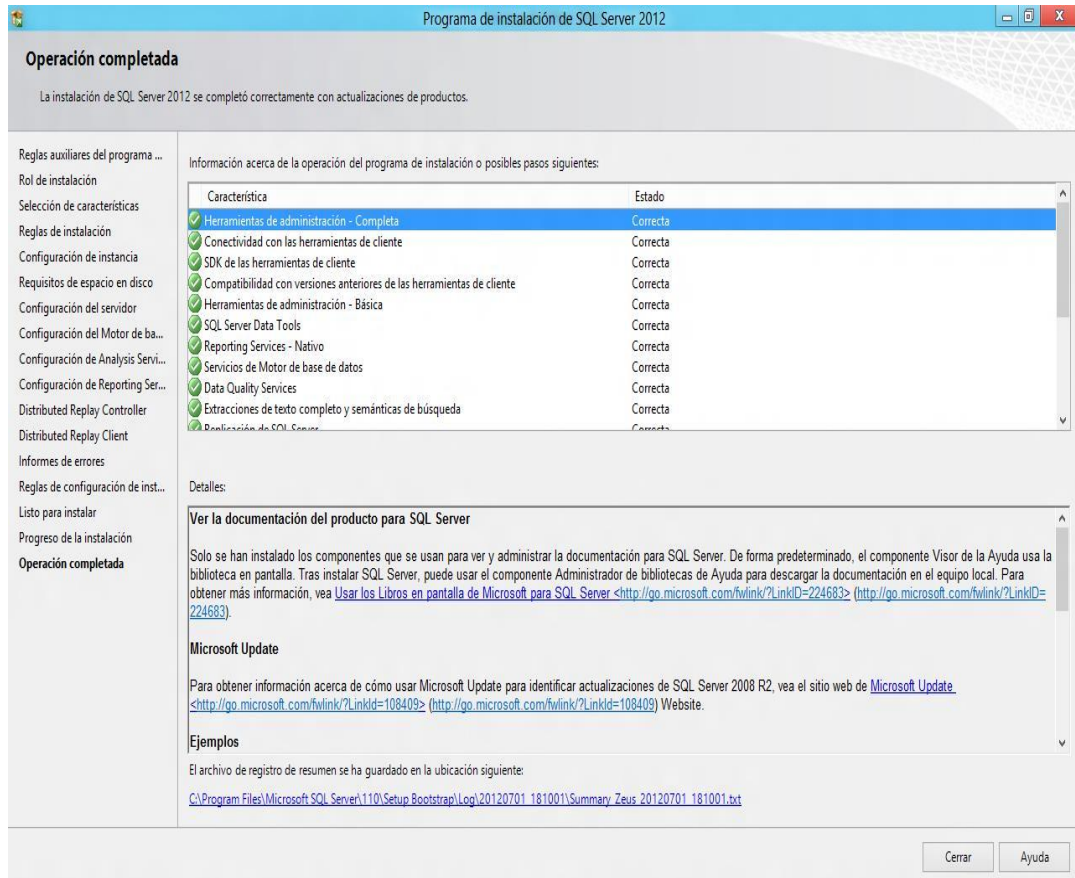 Programa de instalación de SQL Server 2012
Operación completada
La instalación de SQL Server 2012 se completó correctamente con actualizaciones de productos.
Reglas auxiliares del programa ...
Rol de instalación
Selección de características
Reglas de instalación
Configuración de instancia
Requisitos de espacio en disco
Configuración del servidor
Configuración del Motor de ba...
Configuración de Analysis Servi...
Configuración de Reporting Ser...
Distributed Replay Controller
Distributed Replay Client
Informes de errores
Reglas de configuración de inst...
Listo para instalar
Progreso de la instalación
Operación completada
Información acerca de la operación del programa de instalación o posibles pasos siguientes:
Característica Estado
Herramientas de administración - Completa Correcta
Conectividad con las herramientas de cliente Correcta
SDK de las herramientas de cliente Correcta
Compatibilidad con versiones anteriores de las herramientas de cliente Correcta
Herramientas de administración - Básica Correcta
SQL Server Data Tools Correcta
Reporting Services - Nativo Correcta
Servicios de Motor de base de datos Correcta
Data Quality Services Correcta
Extracciones de texto completo y semánticas de búsqueda Correcta
Replicación de SQL Server Correcta
Detalles:
Ver la documentación del producto para SQL Server
Solo se han instalado los componentes que se usan para ver y administrar la documentación para SQL Server. De forma predeterminado, el componente Visor de la Ayuda usa la
biblioteca en pantalla. Tras instalar SQL Server, puede usar el componente Administrador de bibliotecas de Ayuda para descargar la documentación en el equipo local. Para
obtener más información, vea Usar los Libros en pantalla de Microsoft para SQL Server <http://go.microsoft.com/fwlink/?LinkID=224683> (http://go.microsoft.com/fwlink/?LinkID=
224683).
Microsoft Update
Para obtener información acerca de cómo usar Microsoft Update para identificar actualizaciones de SQL Server 2008 R2, vea el sitio web de Microsoft Update
<http://go.microsoft.com/fwlink/?LinkId=108409> (http://go.microsoft.com/fwlink/?LinkId=108409) Website.
Ejemplos
El archivo de registro de resumen se ha guardado en la ubicación siguiente:
C:\Program Files\Microsoft SQL Server\110\Setup Bootstrap\Log\20120701_181001\Summary_Zeus_20120701_181001.txt
Cerrar Ayuda